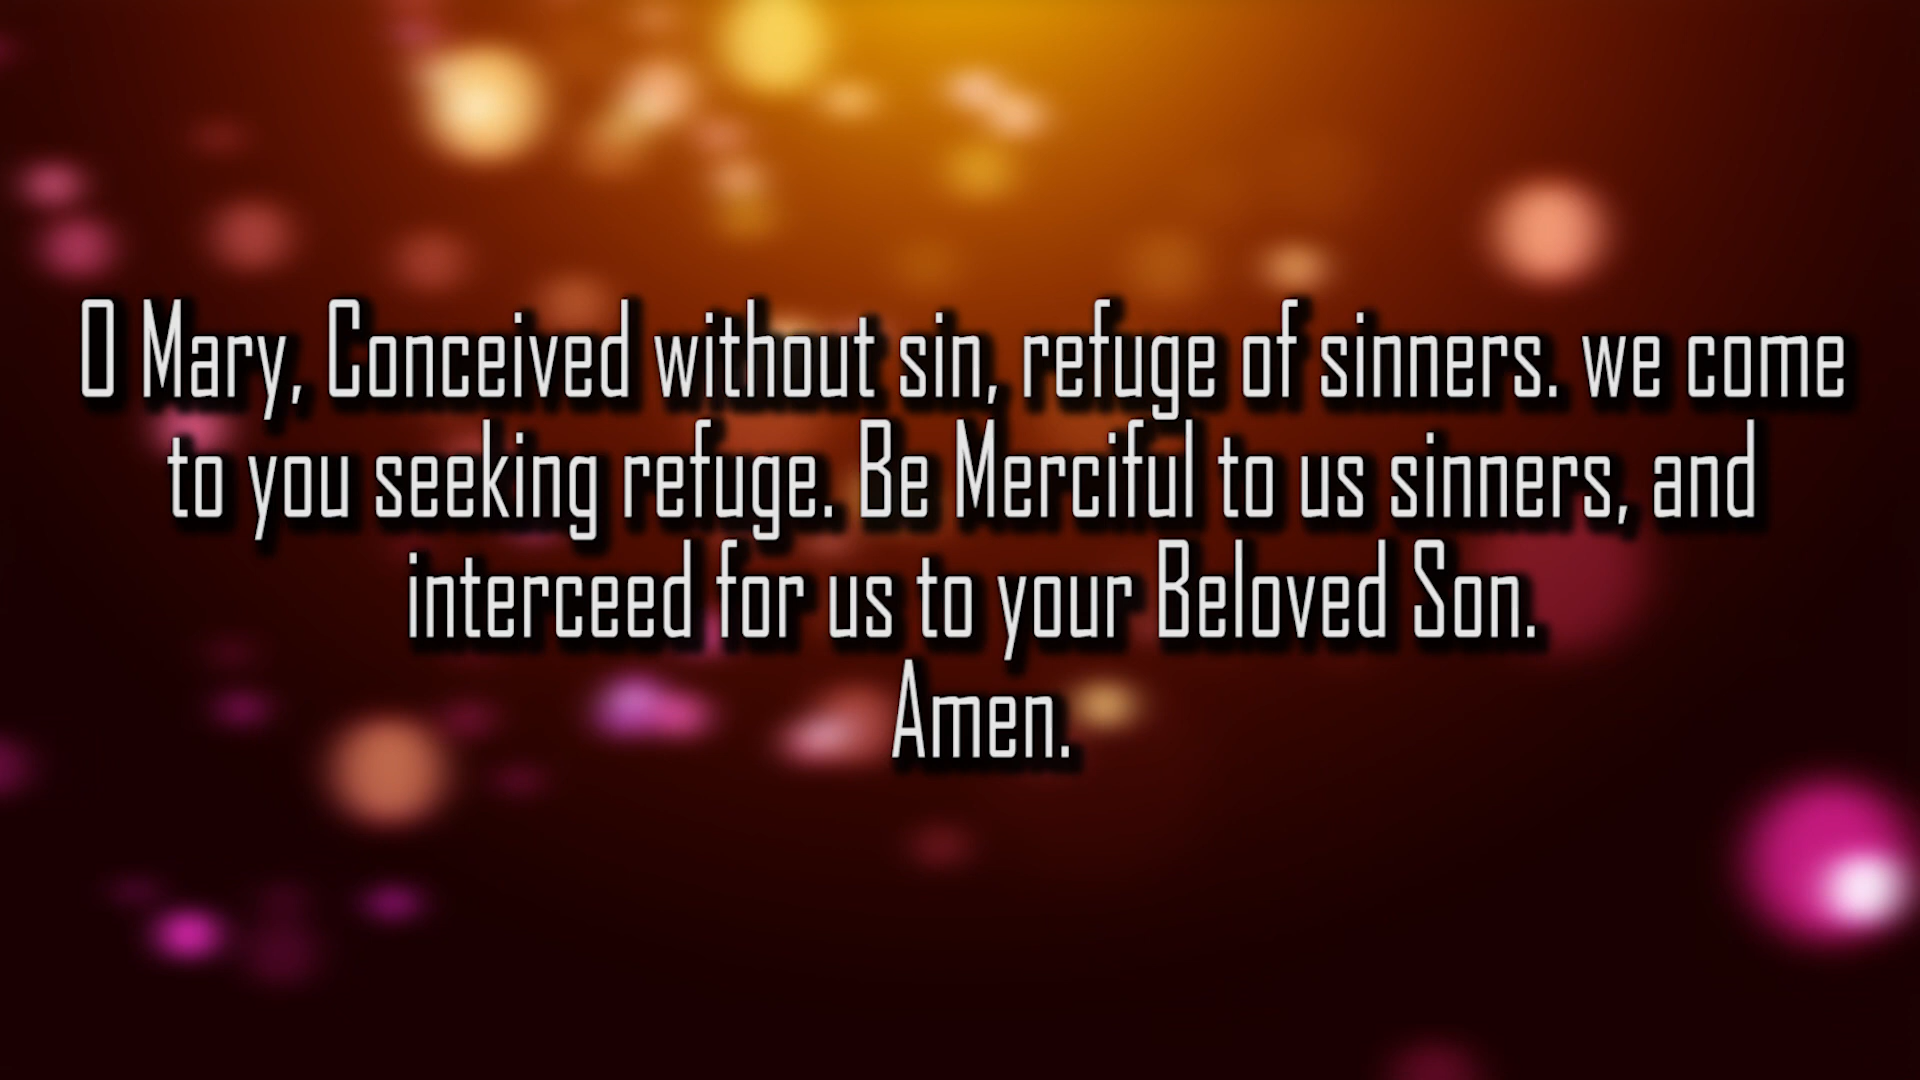 O Mary, Conceived without sin, refuge of sinners. we come
to you seeking refuge. Be Merciful to us sinners, and
interceed for us to your Beloved Son.
Amen.